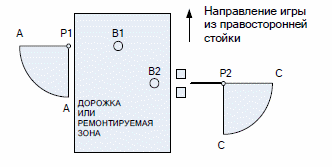 Направление игры
из правосторонней
стойки
A
P1
B1
B2
A
P2
C
C
ДОРОЖКА
ИЛИ
РЕМОНТИРУЕМАЯ
ЗОНА